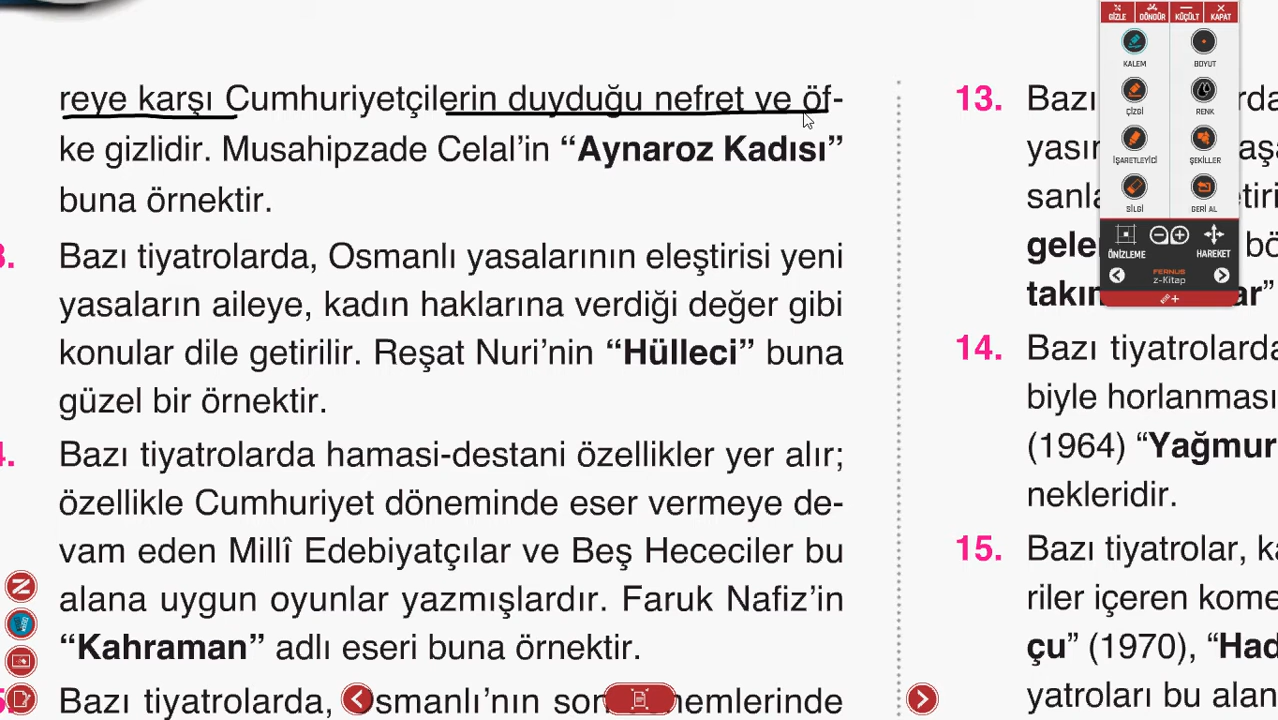 reye karşı Cumhuriyetçilerin duyduğu nefret ve öf-
ke gizlidir. Musahipzade Celal’in “Aynaroz Kadısı”
buna örnektir.
Bazı tiyatrolarda, Osmanlı yasalarının eleştirisi yeni
yasaların aileye, kadın haklarına verdiği değer gibi
konular dile getirilir. Reşat Nuri’nin “Hülleci” buna
güzel bir örnektir.
4. Bazı tiyatrolarda hamasi-destani özellikler yer alır;
özellikle Cumhuriyet döneminde eser vermeye de-
vam eden Millî Edebiyatçılar ve Beş Hececiler bu
alana uygun oyunlar yazmışlardır. Faruk Nafiz’in
“Kahraman” adlı eseri buna örnektir.
Bazı tiyatrolarda, smanlı’nın son nemlerinde
13. Bazı
14. Bazı tiyatrolarda
biyle horlanması
(1964) “Yağmur
nekleridir.
15. Bazı tiyatrolar,
riler içeren kome
çu” (1970), “Had
yatroları bu alan
GİZLE DÖNDÜR KÜÇÜLT KAPAT
KALEM BOYUT
ÇİZGİ RENK
İŞARETLEYİCİ ŞEKİLLER
SİLGİ GERİ AL
ÖNİZLEME HAREKET
FERNUS
z-Kitap